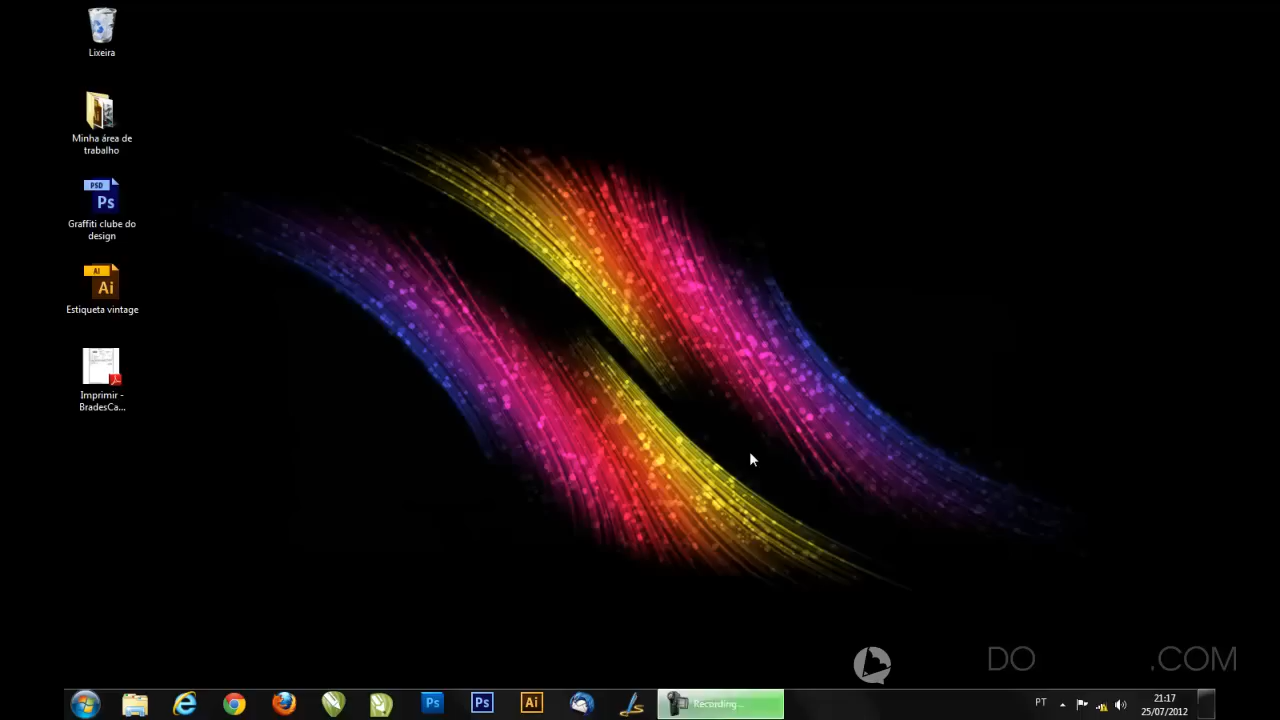 Lixeira
Minha área de
trabalho
PSD
Ps
Graffiti clube do
design
AI
Ai
Estiqueta vintage
Imprimir -
BradesCa...
DO .COM
Ps
Ps
Ai
Recording...
PT
21:17
25/07/2012